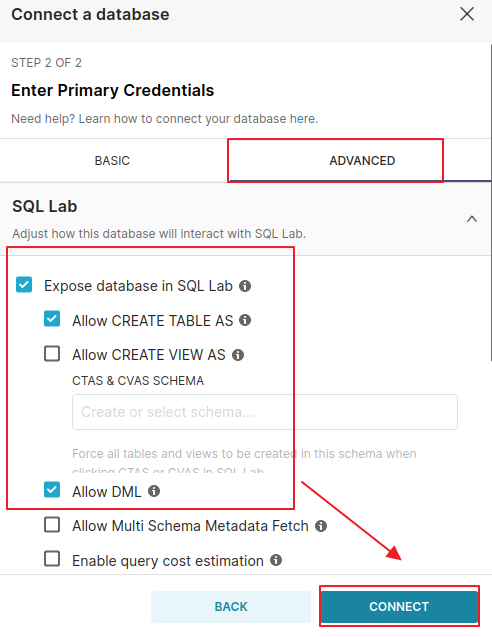 Connect a database
STEP 2 OF 2
Enter Primary Credentials
Need help? Learn how to connect your database here.
BASIC
ADVANCED
SQL Lab
Adjust how this database will interact with SQL Lab.
Expose database in SQL Lab
Allow CREATE TABLE AS
Allow CREATE VIEW AS
CTAS & CVAS SCHEMA
Create or select schema...
Force all tables and views to be created in this schema when
clicking CTAS or CVAS in SQL Lab
Allow DML
Allow Multi Schema Metadata Fetch
Enable query cost estimation
BACK
CONNECT